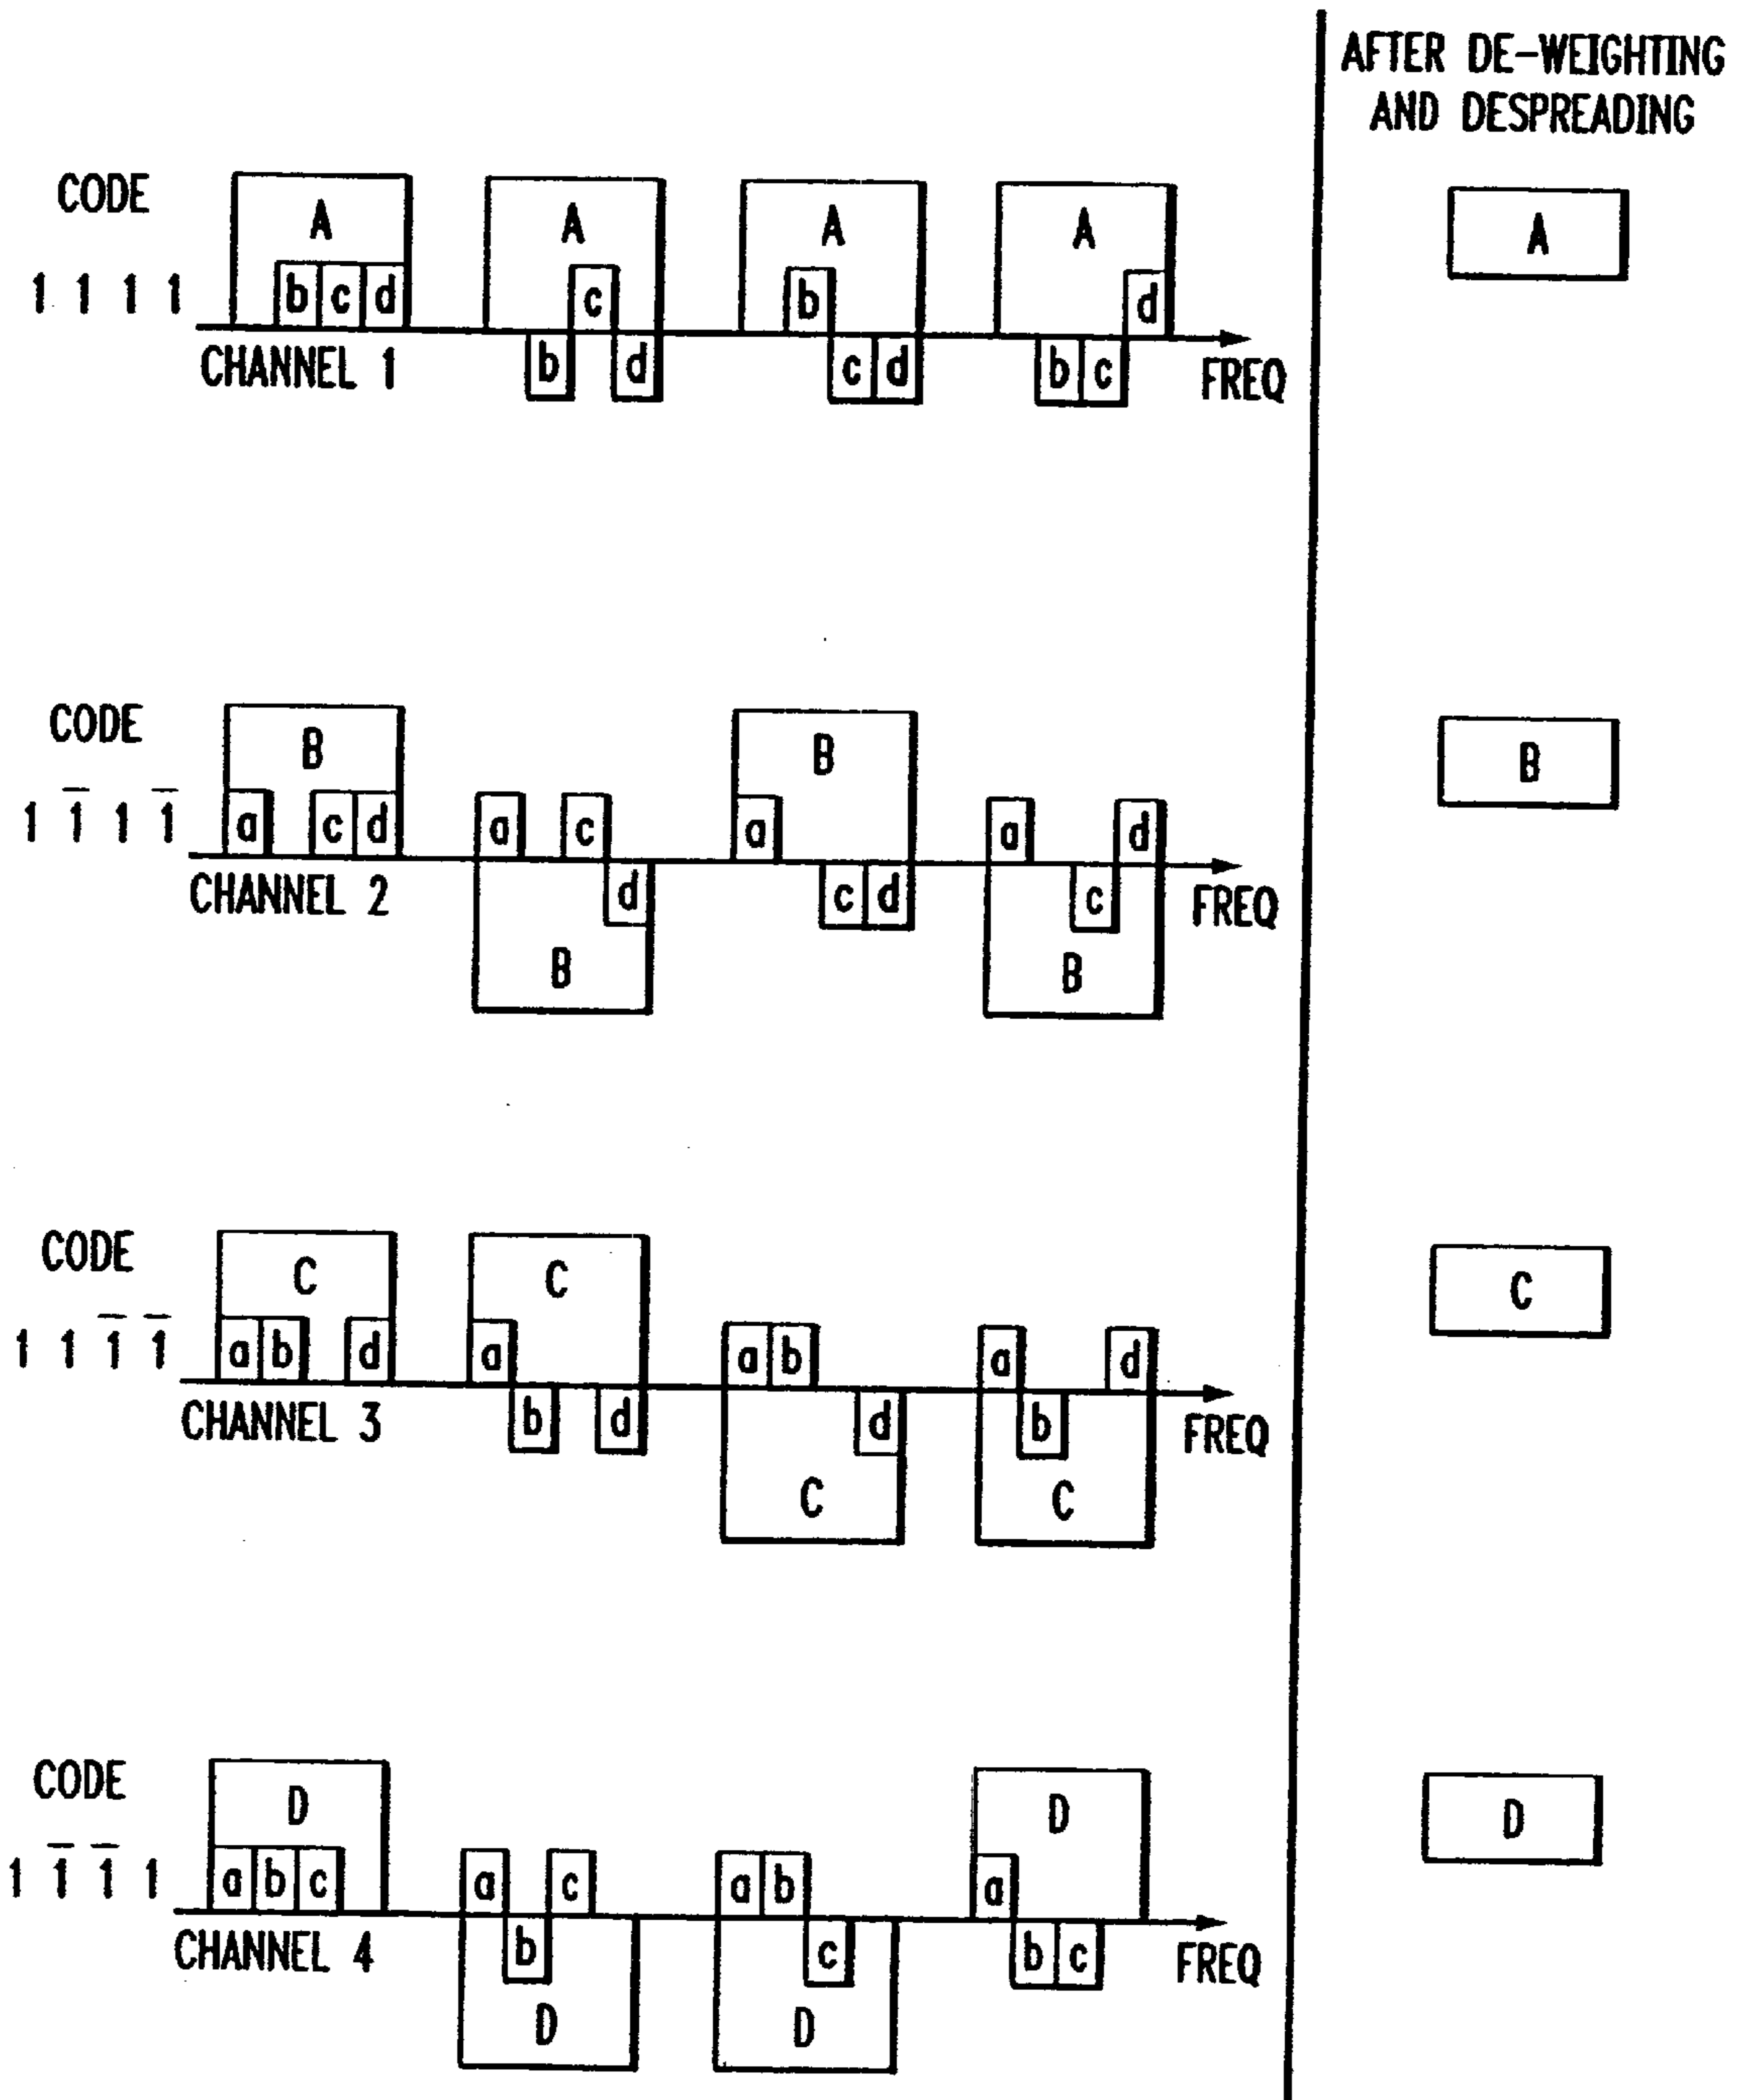 AFTER DE-WEIGHTING
AND DESPREADING
CODE
A A A A
A
1 1 1 1
b c d c b d
CHANNEL 1
b d c d b c
FREQ
CODE
B B
B
1 1̅ 1 1̅
a c d a c a a d
CHANNEL 2
d c d c
FREQ
B B
CODE
C C
C
1 1 1̅ 1̅
a b d a a b a d
CHANNEL 3
b d d b
FREQ
C C
CODE
D D
D
1 1̅ 1̅ 1
a b c a c a b a
CHANNEL 4
b c b c
FREQ
D D